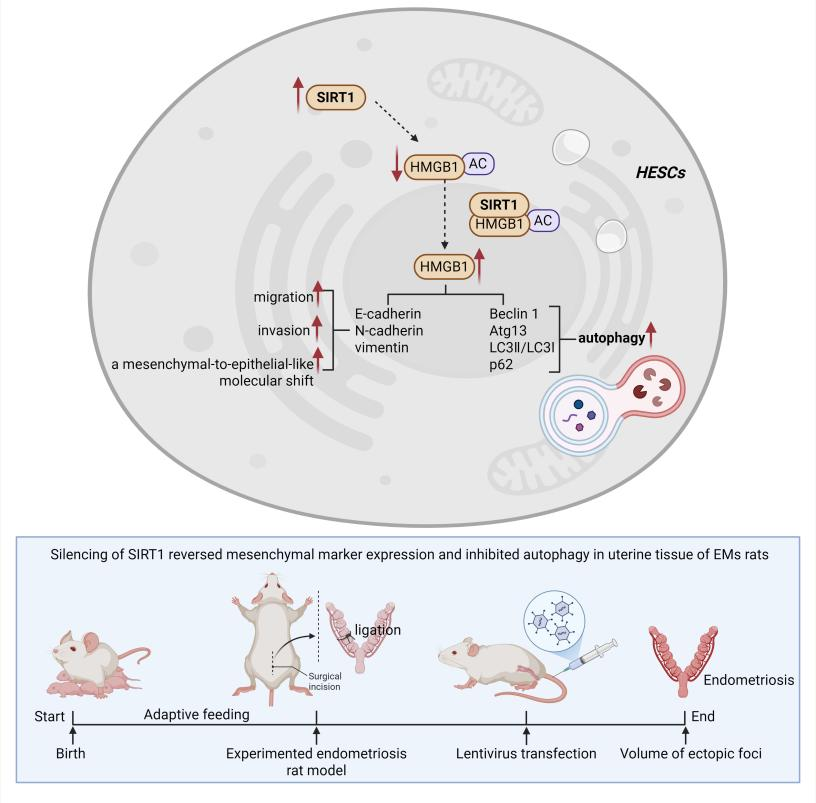 SIRT1
HMGB1 AC
HESCs
SIRT1
HMGB1 AC
HMGB1
migration
invasion
a mesenchymal-to-epithelial-like
molecular shift
E-cadherin
N-cadherin
vimentin
Beclin 1
Atg13
LC3II/LC3I
p62
autophagy
Silencing of SIRT1 reversed mesenchymal marker expression and inhibited autophagy in uterine tissue of EMs rats
ligation
Surgical
incision
Endometriosis
Start
Adaptive feeding
End
Birth
Experimented endometriosis
rat model
Lentivirus transfection
Volume of ectopic foci